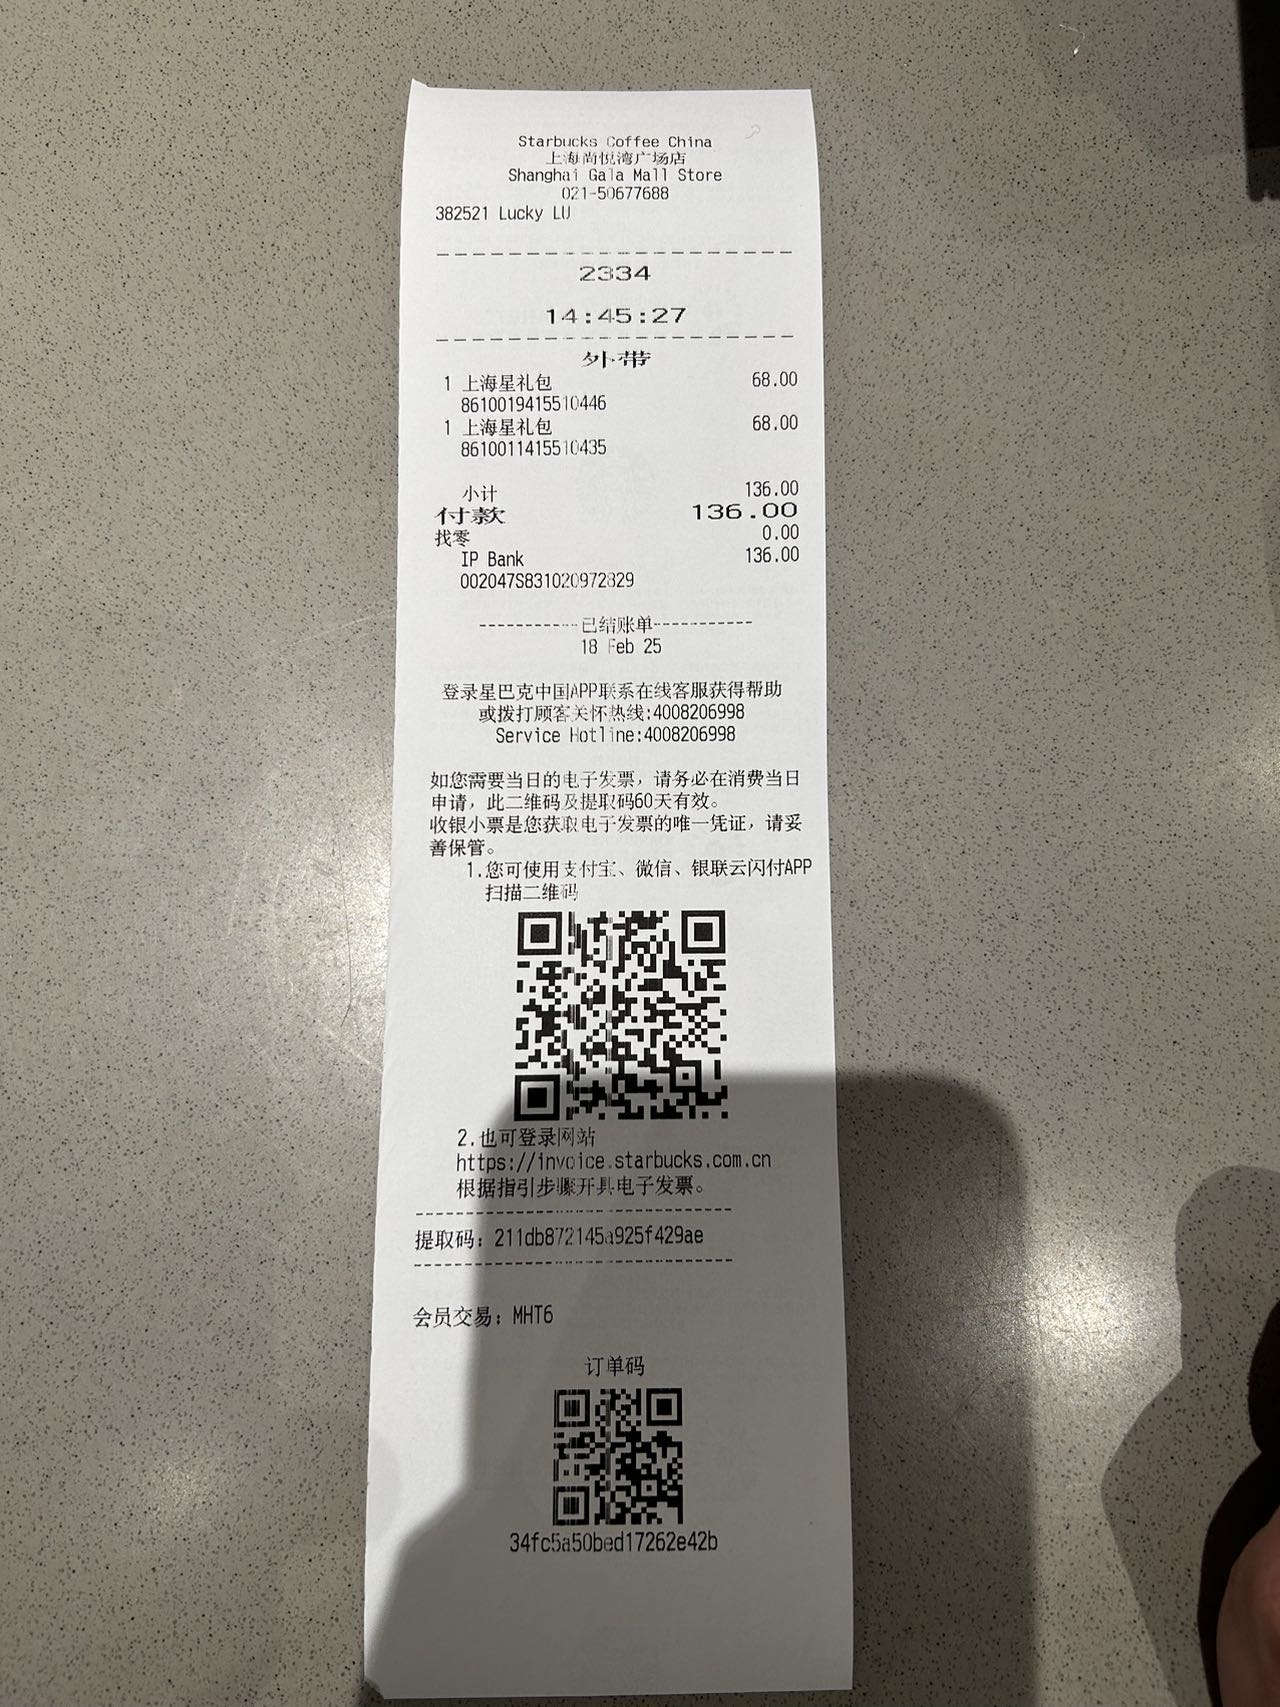 Starbucks Coffee China
上海尚悦湾广场店
Shanghai Gala Mall Store
021-50677688
382521 Lucky LU
2334
14:45:27
外带
1 上海星礼包 68.00
8610019415510446
1 上海星礼包 68.00
8610011415510435
小计 136.00
付款 136.00
找零 0.00
IP Bank 136.00
002047S831020972829
-----------已结账单-----------
18 Feb 25
登录星巴克中国APP联系在线客服获得帮助
或拨打顾客关怀热线:4008206998
Service Hotline:4008206998
如您需要当日的电子发票，请务必在消费当日
申请，此二维码及提取码60天有效。
收银小票是您获取电子发票的唯一凭证，请妥
善保管。
1.您可使用支付宝、微信、银联云闪付APP
扫描二维码
2.也可登录网站
https://invoice.starbucks.com.cn
根据指引步骤开具电子发票。
提取码: 211db872145a925f429ae
会员交易: MHT6
订单码
34fc5a50bed17262e42b